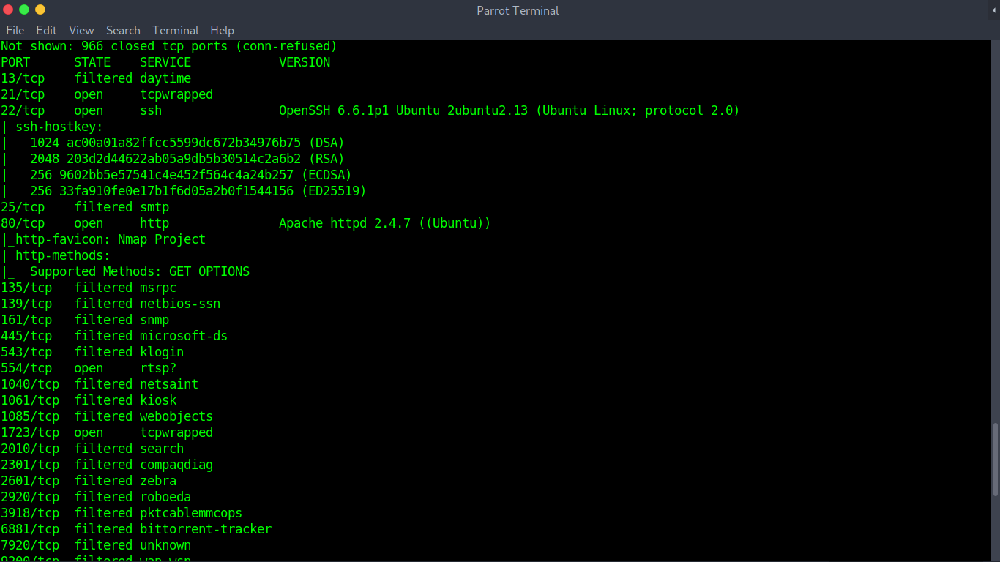 Parrot Terminal
File Edit View Search Terminal Help
Not shown: 966 closed tcp ports (conn-refused)
PORT      STATE    SERVICE            VERSION
13/tcp    filtered daytime
21/tcp    open     tcpwrapped
22/tcp    open     ssh                OpenSSH 6.6.1p1 Ubuntu 2ubuntu2.13 (Ubuntu Linux; protocol 2.0)
| ssh-hostkey:
|   1024 ac00a01a82ffcc5599dc672b34976b75 (DSA)
|   2048 203d2d44622ab05a9db5b30514c2a6b2 (RSA)
|   256 9602bb5e57541c4e452f564c4a24b257 (ECDSA)
|_  256 33fa910fe0e17b1f6d05a2b0f1544156 (ED25519)
25/tcp    filtered smtp
80/tcp    open     http               Apache httpd 2.4.7 ((Ubuntu))
|_http-favicon: Nmap Project
| http-methods:
|_  Supported Methods: GET OPTIONS
135/tcp   filtered msrpc
139/tcp   filtered netbios-ssn
161/tcp   filtered snmp
445/tcp   filtered microsoft-ds
543/tcp   filtered klogin
554/tcp   open     rtsp?
1040/tcp  filtered netsaint
1061/tcp  filtered kiosk
1085/tcp  filtered webobjects
1723/tcp  open     tcpwrapped
2010/tcp  filtered search
2301/tcp  filtered compaqdiag
2601/tcp  filtered zebra
2920/tcp  filtered roboeda
3918/tcp  filtered pktcablemmcops
6881/tcp  filtered bittorrent-tracker
7920/tcp  filtered unknown
9200/tcp  filtered wap-wsp